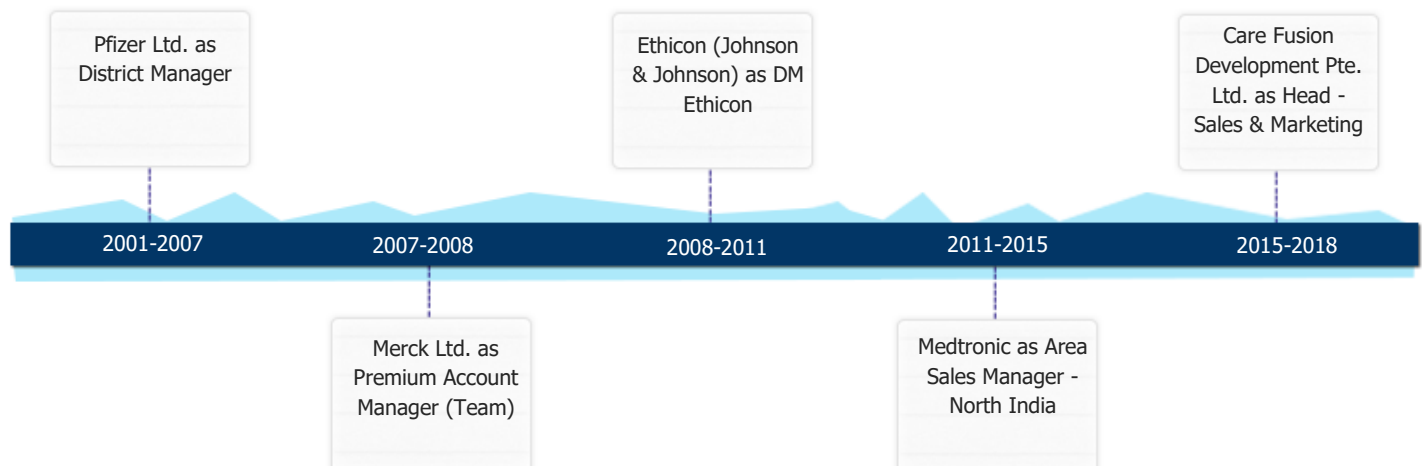 Pfizer Ltd. as
District Manager
Ethicon (Johnson
& Johnson) as DM
Ethicon
Care Fusion
Development Pte.
Ltd. as Head -
Sales & Marketing
2001-2007
2007-2008
2008-2011
2011-2015
2015-2018
Merck Ltd. as
Premium Account
Manager (Team)
Medtronic as Area
Sales Manager -
North India